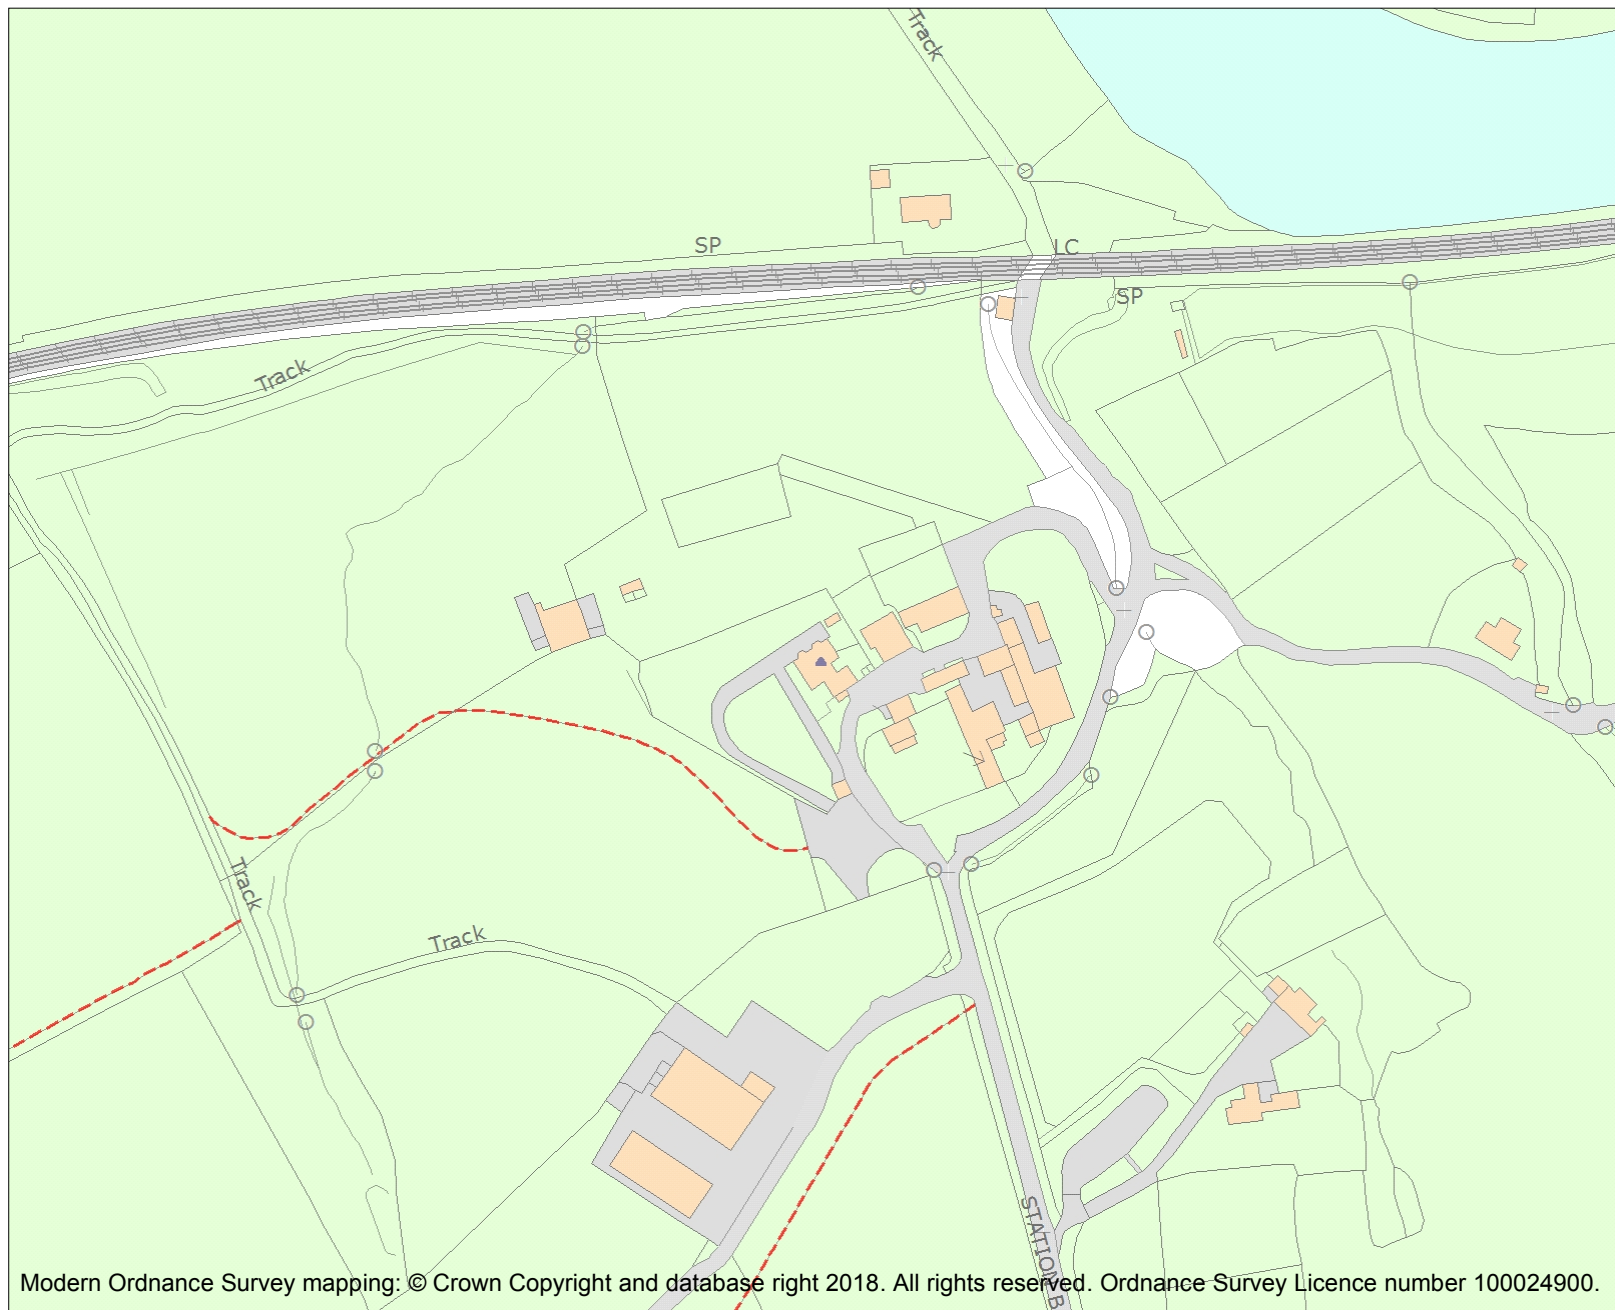 Track
SP
LC
SP
Track
Track
Track
STATION B
Modern Ordnance Survey mapping: © Crown Copyright and database right 2018. All rights reserved. Ordnance Survey Licence number 100024900.